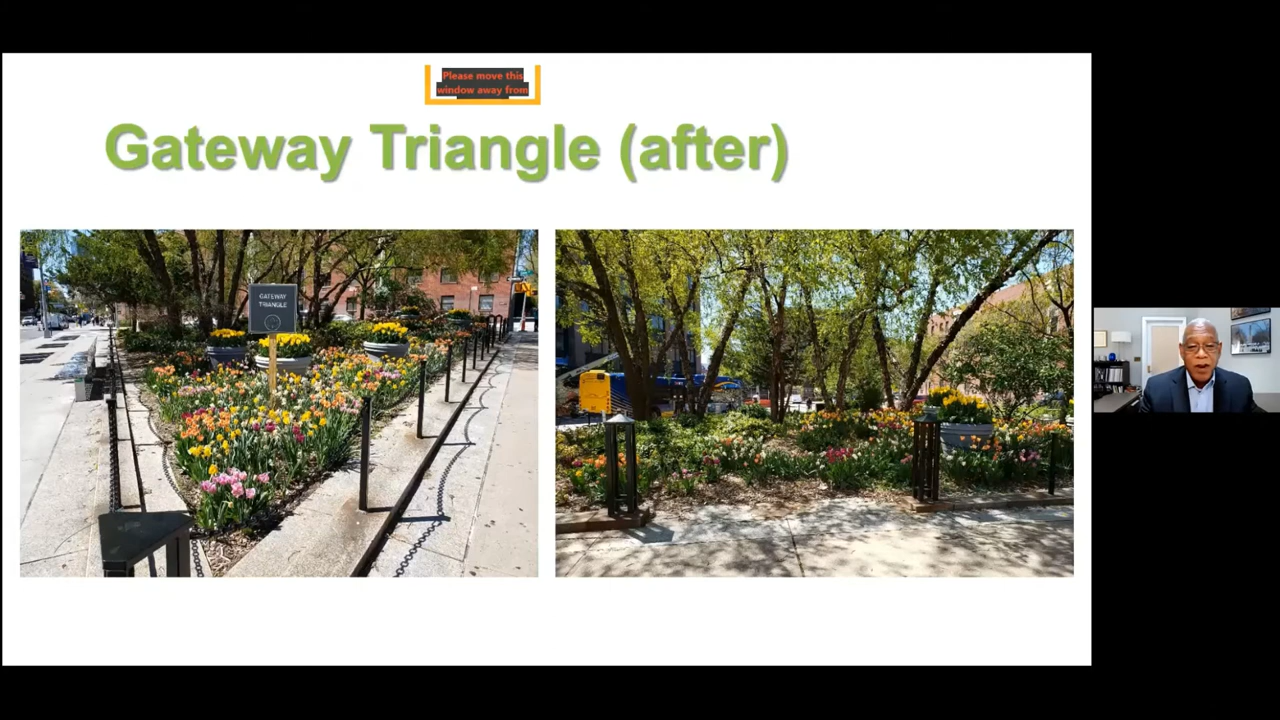 Please move this
window away from
Gateway Triangle (after)
GATEWAY
TRIANGLE